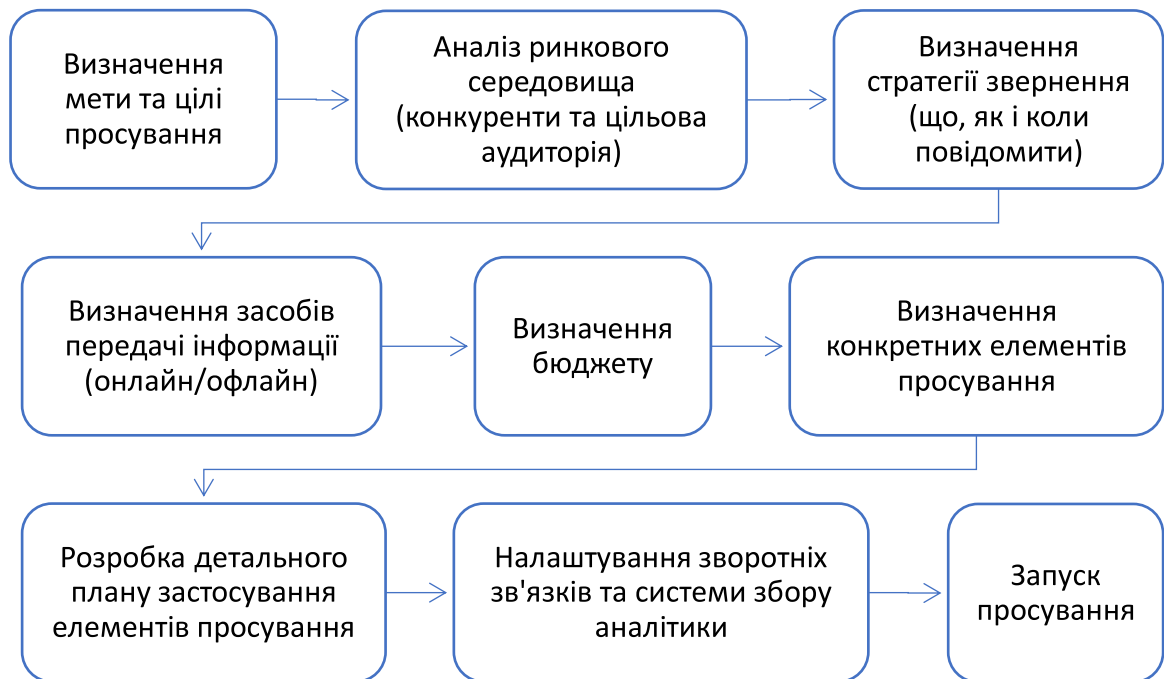 Визначення
мети та цілі
просування
Аналіз ринкового
середовища
(конкуренти та цільова
аудиторія)
Визначення
стратегії звернення
(що, як і коли
повідомити)
Визначення засобів
передачі інформації
(онлайн/офлайн)
Визначення
бюджету
Визначення
конкретних елементів
просування
Розробка детального
плану застосування
елементів просування
Налаштування зворотніх
зв'язків та системи збору
аналітики
Запуск
просування